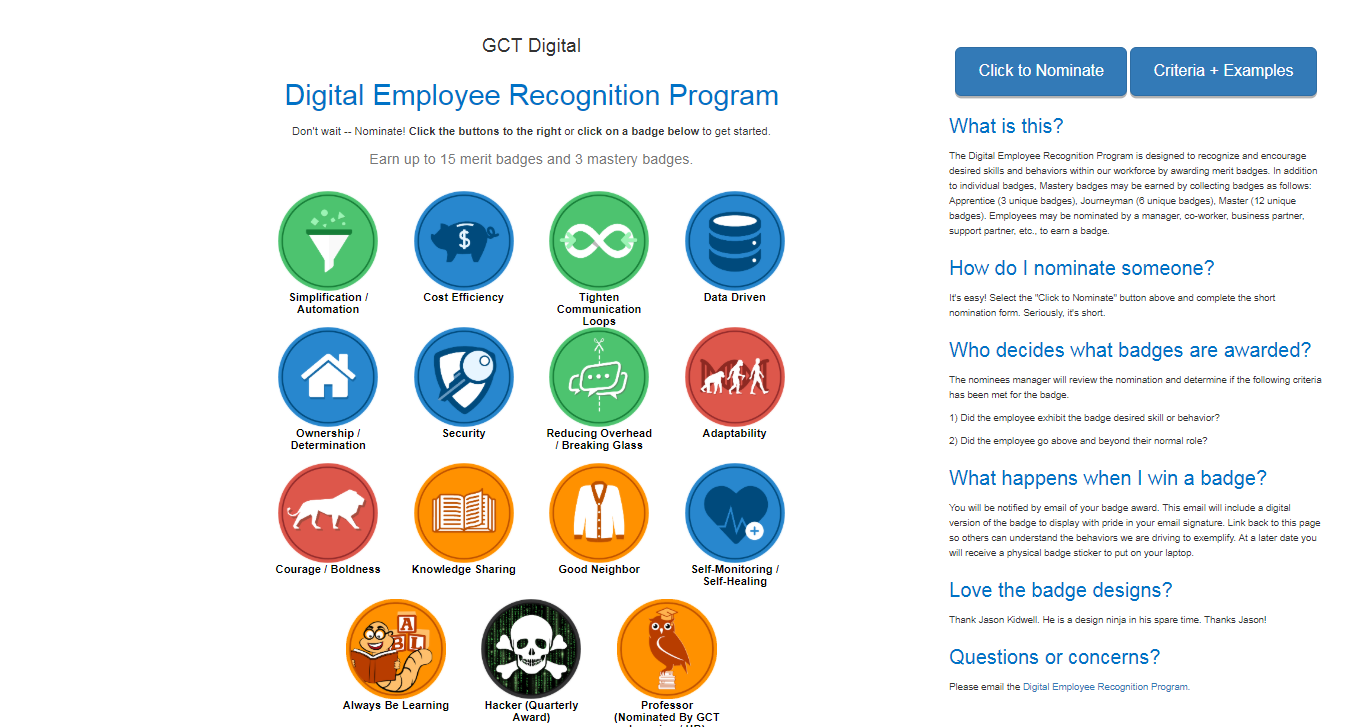 GCT Digital
Digital Employee Recognition Program
Don't wait -- Nominate! Click the buttons to the right or click on a badge below to get started.
Earn up to 15 merit badges and 3 mastery badges.
$
Simplification /
Automation
Cost Efficiency
Tighten
Communication
Loops
Data Driven
Ownership /
Determination
Security
Reducing Overhead
/ Breaking Glass
Adaptability
Courage / Boldness
Knowledge Sharing
Good Neighbor
Self-Monitoring /
Self-Healing
A
B L
Always Be Learning
Hacker (Quarterly
Award)
Professor
(Nominated By GCT
Click to Nominate
Criteria + Examples
What is this?
The Digital Employee Recognition Program is designed to recognize and encourage
desired skills and behaviors within our workforce by awarding merit badges. In addition
to individual badges, Mastery badges may be earned by collecting badges as follows:
Apprentice (3 unique badges), Journeyman (6 unique badges), Master (12 unique
badges). Employees may be nominated by a manager, co-worker, business partner,
support partner, etc., to earn a badge.
How do I nominate someone?
It's easy! Select the "Click to Nominate" button above and complete the short
nomination form. Seriously, it's short.
Who decides what badges are awarded?
The nominees manager will review the nomination and determine if the following criteria
has been met for the badge.
1) Did the employee exhibit the badge desired skill or behavior?
2) Did the employee go above and beyond their normal role?
What happens when I win a badge?
You will be notified by email of your badge award. This email will include a digital
version of the badge to display with pride in your email signature. Link back to this page
so others can understand the behaviors we are driving to exemplify. At a later date you
will receive a physical badge sticker to put on your laptop.
Love the badge designs?
Thank Jason Kidwell. He is a design ninja in his spare time. Thanks Jason!
Questions or concerns?
Please email the Digital Employee Recognition Program.